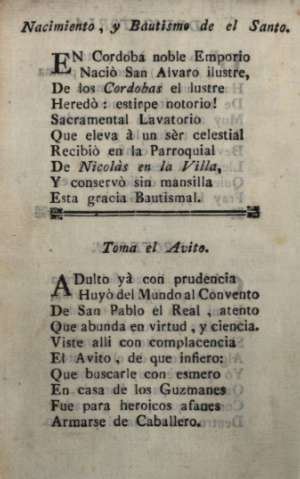 Nacimiento, y Bautismo de el Santo.
EN Cordoba noble Emporio
Naciò San Alvaro ilustre,
De los Cordobas el lustre
Heredò: estirpe notorio!
Sacramental Lavatorio
Que eleva à un sèr celestial
Recibiò en la Parroquial
De Nicolàs en la Villa,
Y conservò sin mansilla
Esta gracia Bautismal.
Toma el Avito.
ADulto yà con prudencia
Huyò del Mundo al Convento
De San Pablo el Real, atento
Que abunda en virtud, y ciencia.
Viste alli con complacencia
El Avito, de que infiero:
Que buscarle con esmero
En casa de los Guzmanes
Fue para heroicos afanes
Armarse de Caballero.